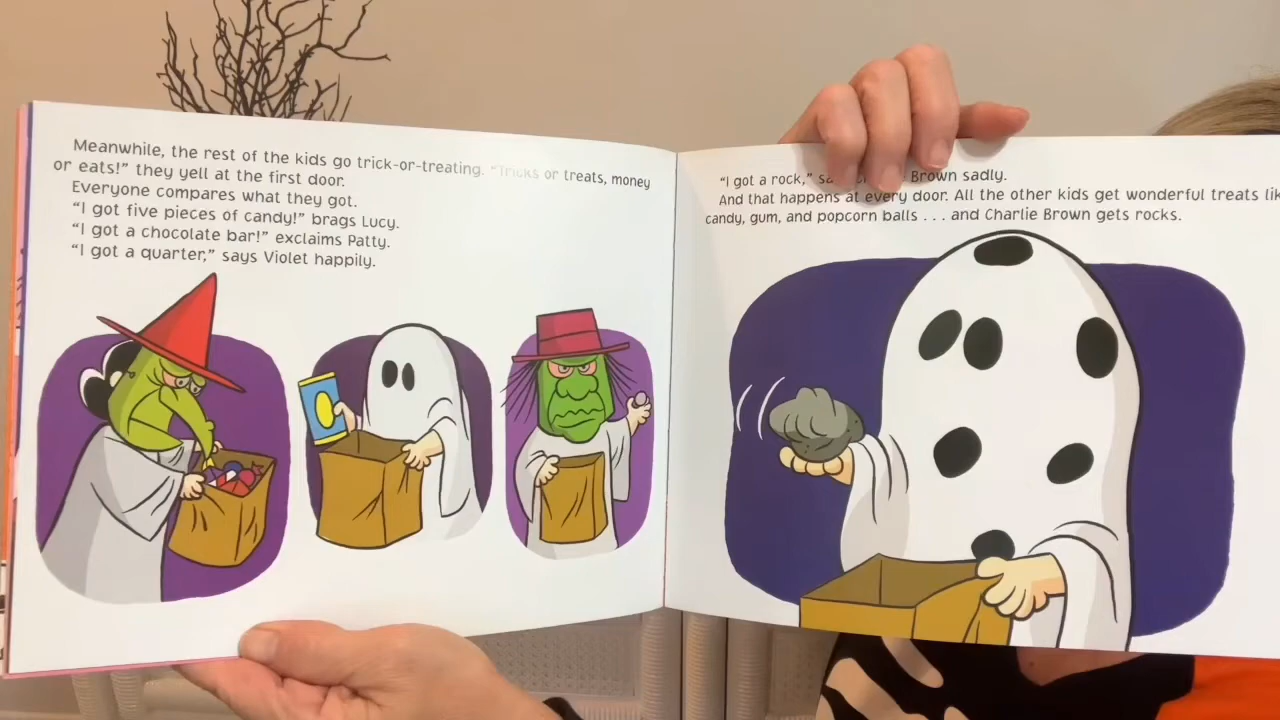 Meanwhile, the rest of the kids go trick-or-treating. "Tricks or treats, money
or eats!" they yell at the first door.
Everyone compares what they got.
"I got five pieces of candy!" brags Lucy.
"I got a chocolate bar!" exclaims Patty.
"I got a quarter," says Violet happily.
"I got a rock," Brown sadly.
And that happens at every door. All the other kids get wonderful treats
candy, gum, and popcorn balls . . . and Charlie Brown gets rocks.